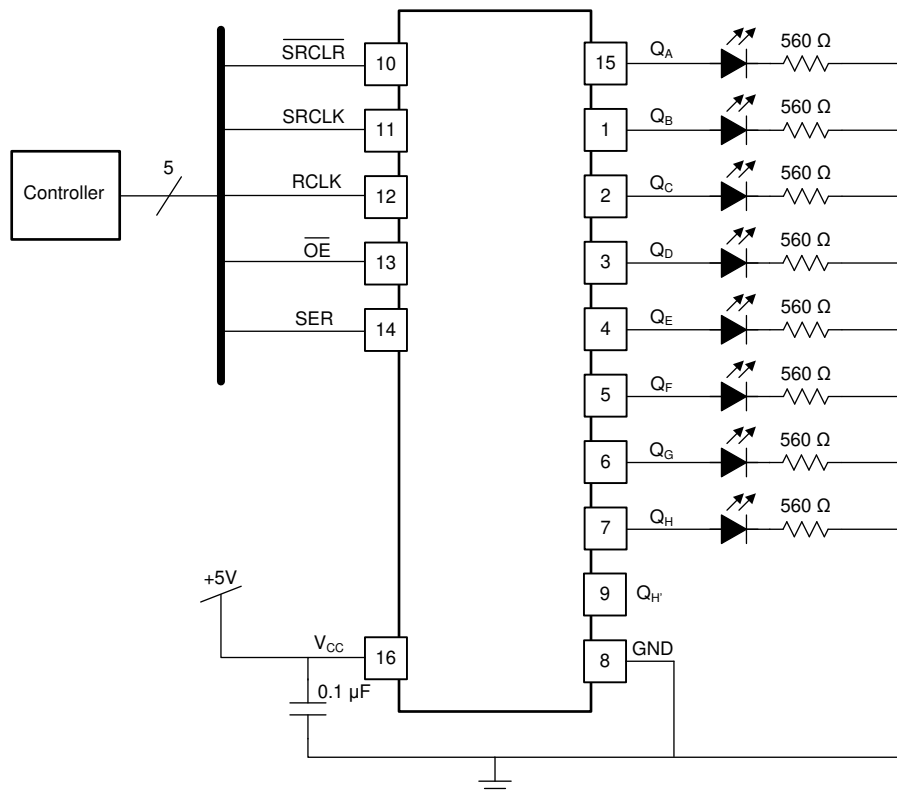 SRCLR 10
SRCLK 11
RCLK 12
OE 13
SER 14
Controller
5
15 QA 560 Ω
1 QB 560 Ω
2 QC 560 Ω
3 QD 560 Ω
4 QE 560 Ω
5 QF 560 Ω
6 QG 560 Ω
7 QH 560 Ω
9 QH'
8 GND
+5V
VCC 16
0.1 µF